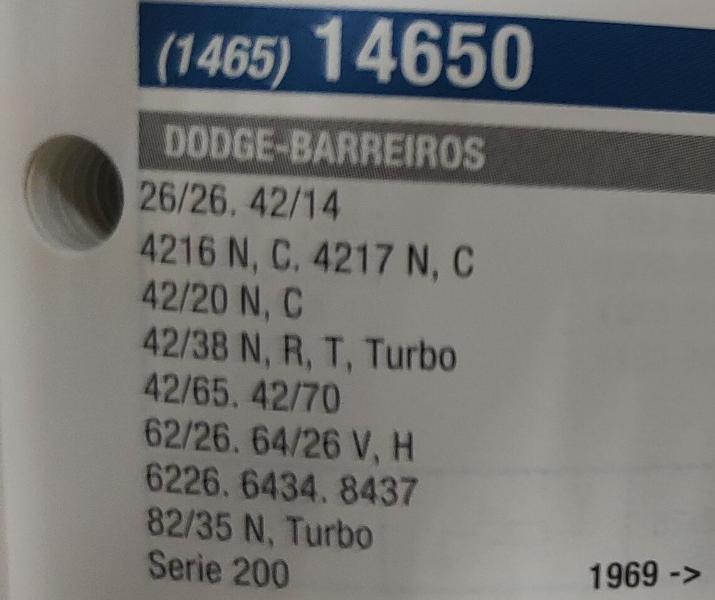 (1465) 14650
DODGE-BARREIROS
26/26. 42/14
4216 N, C. 4217 N, C
42/20 N, C
42/38 N, R, T, Turbo
42/65. 42/70
62/26. 64/26 V, H
6226. 6434. 8437
82/35 N, Turbo
Serie 200 1969 ->